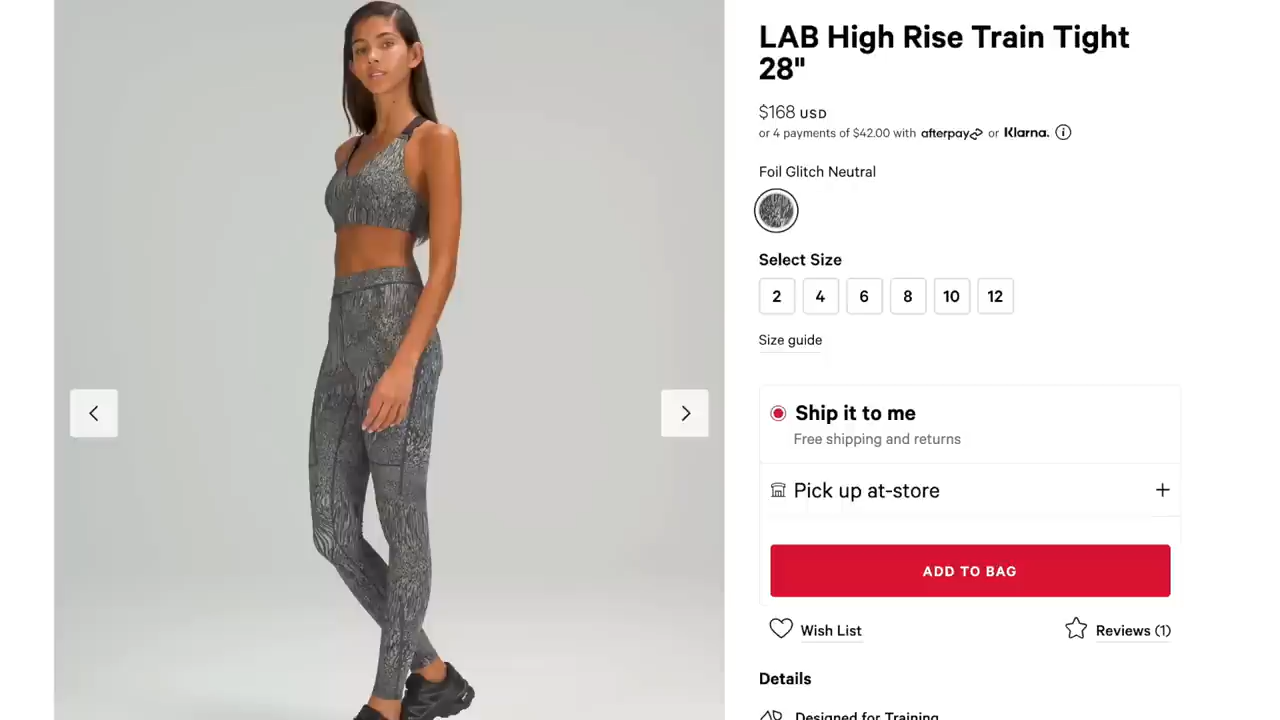 LAB High Rise Train Tight
28"
$168 USD
or 4 payments of $42.00 with afterpay or Klarna.
Foil Glitch Neutral
Select Size
2 4 6 8 10 12
Size guide
Ship it to me
Free shipping and returns
Pick up at-store
ADD TO BAG
Wish List
Reviews (1)
Details
Designed for Training